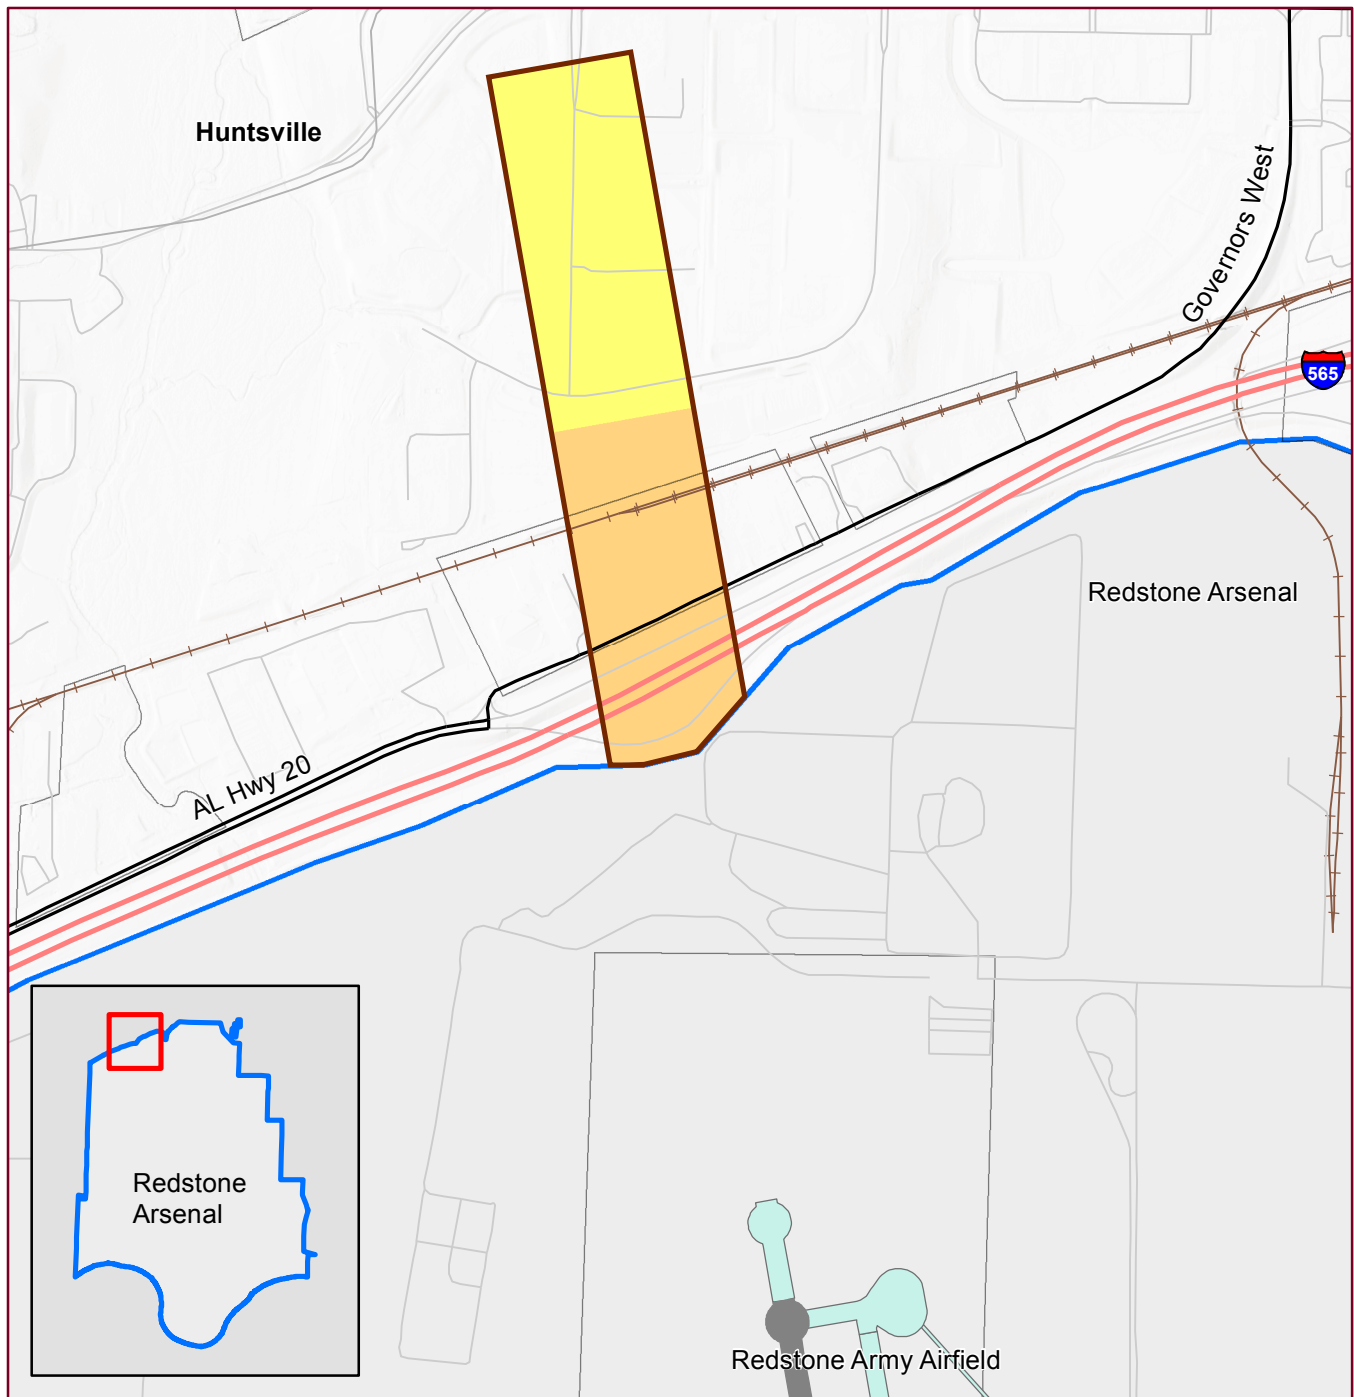 Huntsville
Governors West
565
Redstone Arsenal
AL Hwy 20
Redstone
Arsenal
Redstone Army Airfield